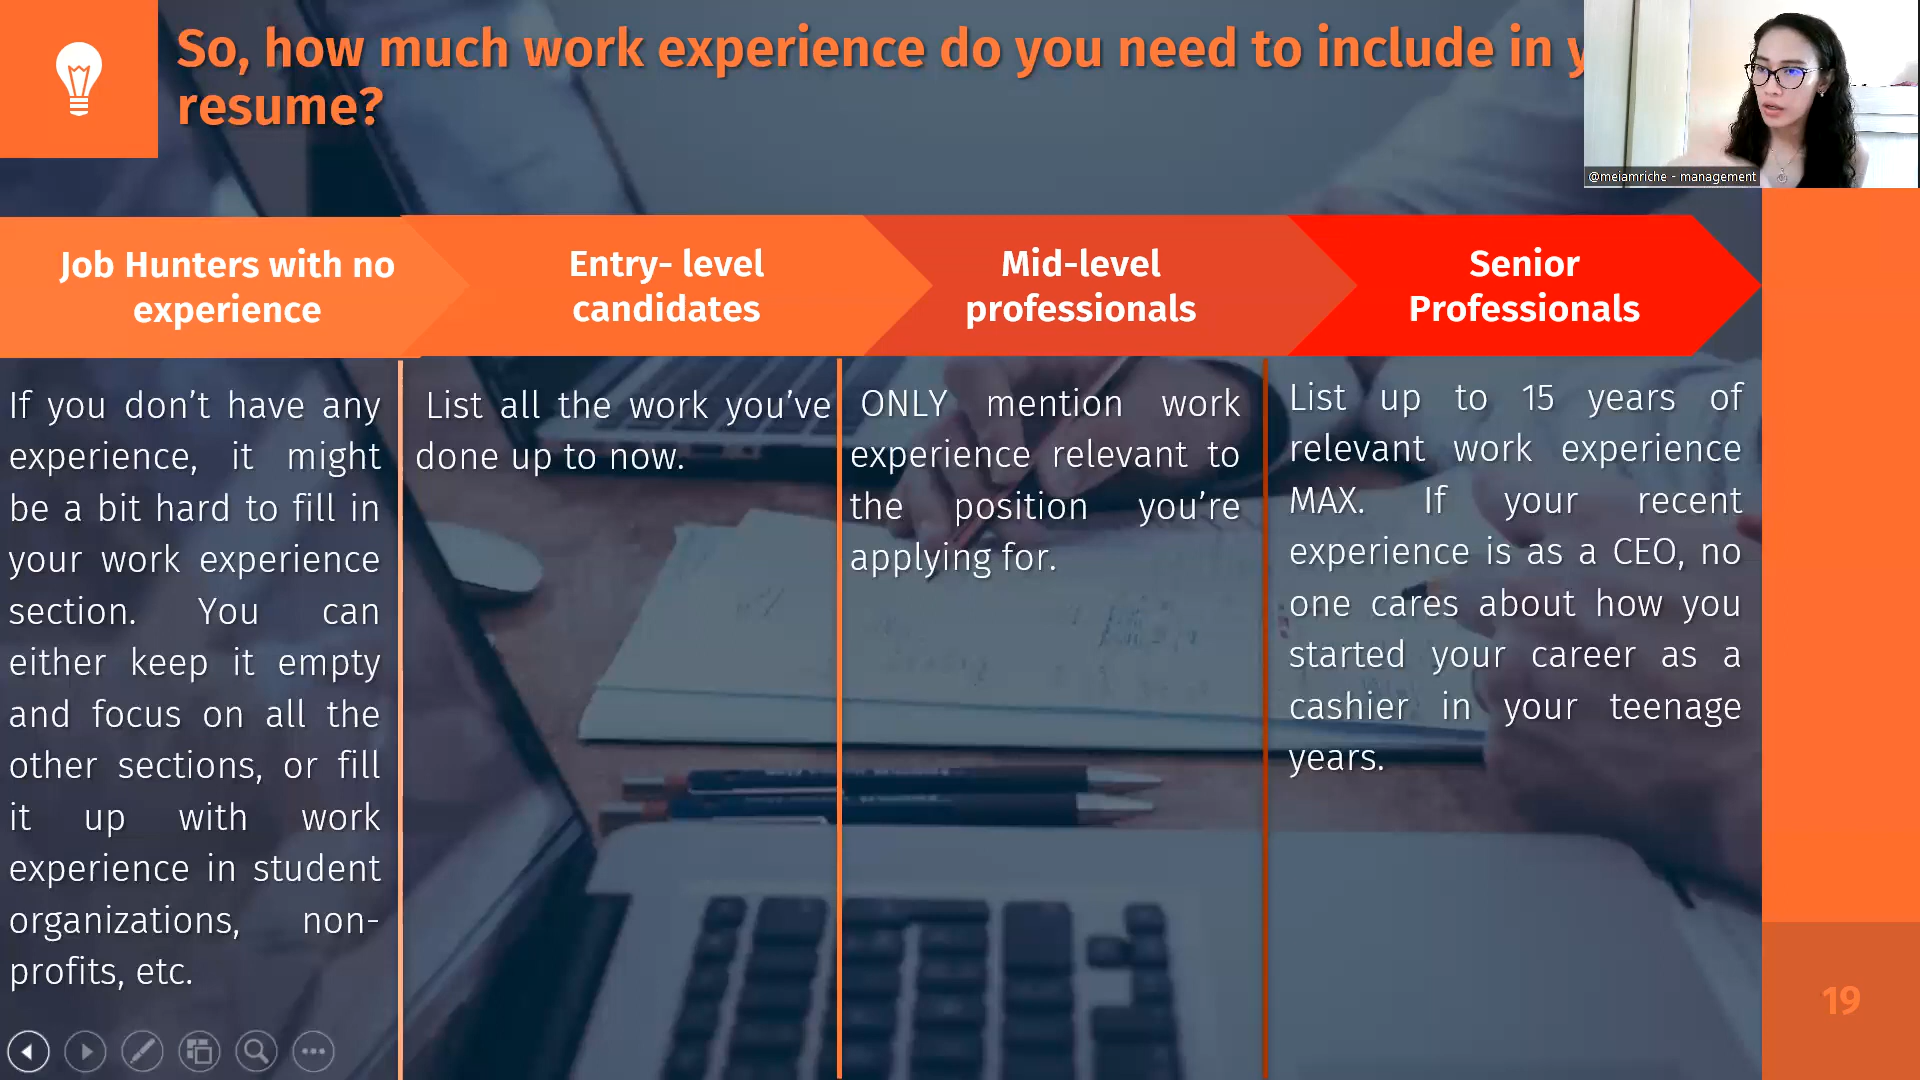 So, how much work experience do you need to include in y
resume?
@meiamriche - management
Job Hunters with no
experience
Entry- level
candidates
Mid-level
professionals
Senior
Professionals
If you don’t have any
experience, it might
be a bit hard to fill in
your work experience
section. You can
either keep it empty
and focus on all the
other sections, or fill
it up with work
experience in student
organizations, non-
profits, etc.
List all the work you’ve
done up to now.
ONLY mention work
experience relevant to
the position you’re
applying for.
List up to 15 years of
relevant work experience
MAX. If your recent
experience is as a CEO, no
one cares about how you
started your career as a
cashier in your teenage
years.
19